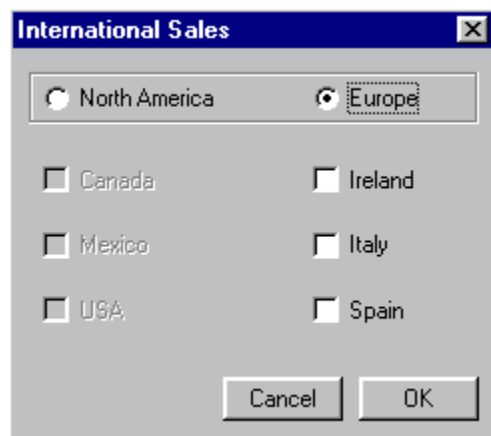 International Sales
North America Europe
Canada Ireland
Mexico Italy
USA Spain
Cancel OK